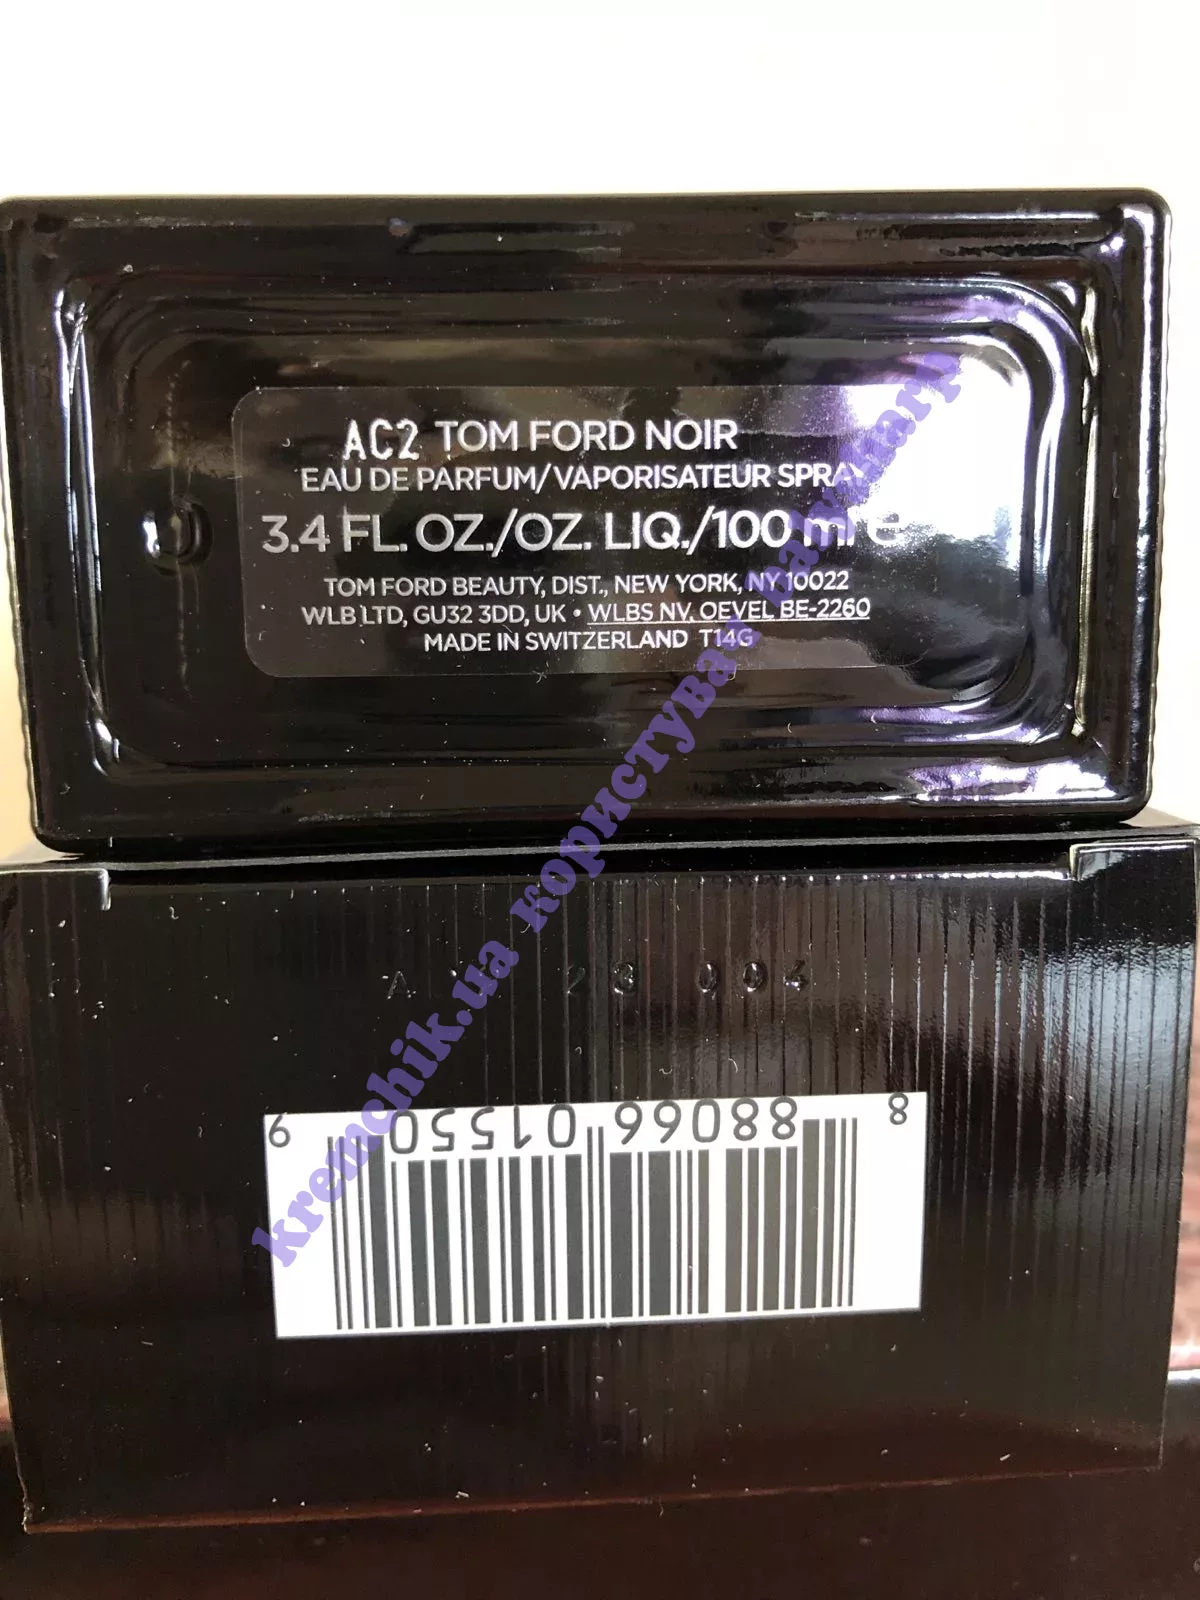 AC2 TOM FORD NOIR
EAU DE PARFUM/VAPORISATEUR SPRAY
3.4 FL. OZ./OZ. LIQ./100 ml e
TOM FORD BEAUTY, DIST., NEW YORK, NY 10022
WLB LTD, GU32 3DD, UK • WLBS NV, OEVEL BE-2260
MADE IN SWITZERLAND T14G
8 88066 01550 9
kremchik.ua користувач